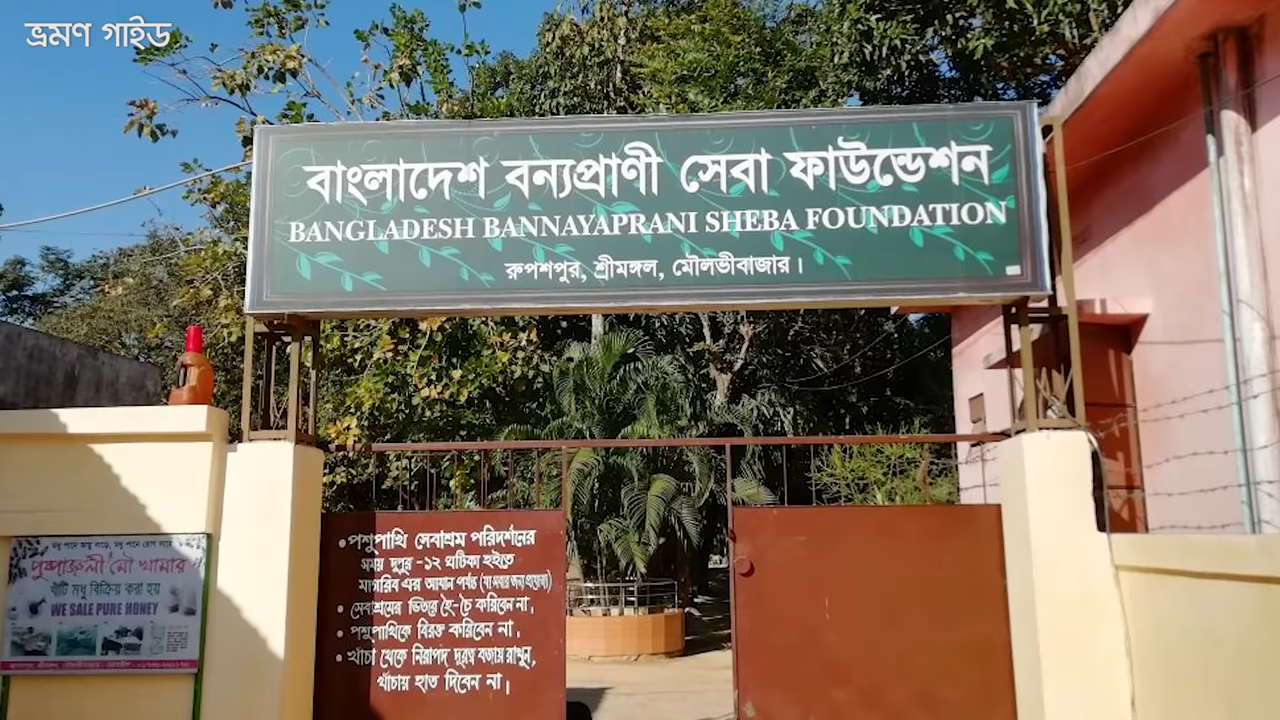 ভ্রমণ গাইড
বাংলাদেশ বন্যপ্রাণী সেবা ফাউন্ডেশন
BANGLADESH BANNAYAPRANI SHEBA FOUNDATION
রুপশপুর, শ্রীমঙ্গল, মৌলভীবাজার।
• পশুপাখি সেবাশ্রম পরিদর্শনের
সময় দুপুর -১২ ঘটিকা হইতে
মাগরিব এর আযান পর্যন্ত
• সেবাশ্রমের ভিতরে হৈ-চৈ করিবেন না।
• পশুপাখিকে বিরক্ত করিবেন না।
• খাঁচা থেকে নিরাপদ দূরত্ব বজায় রাখুন,
খাঁচায় হাত দিবেন না।
পুষ্পাঞ্জলী মৌ খামার
খাঁটি মধু বিক্রি করা হয়
WE SALE PURE HONEY